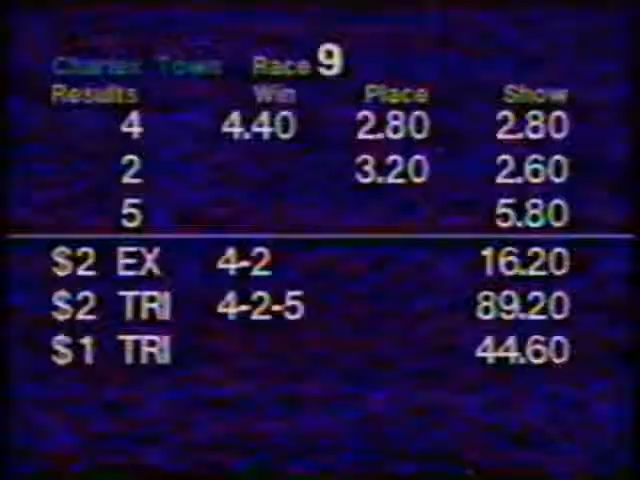 Charles Town Race 9
Results Win Place Show
4 4.40 2.80 2.80
2 3.20 2.60
5 5.80
$2 EX 4-2 16.20
$2 TRI 4-2-5 89.20
$1 TRI 44.60